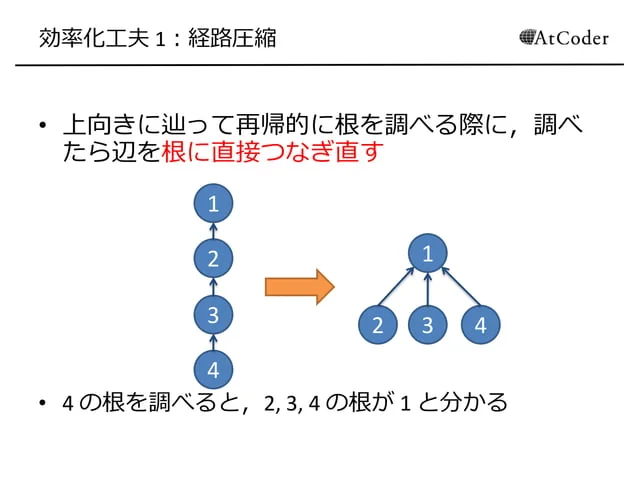 効率化工夫 1：経路圧縮
AtCoder
• 上向きに辿って再帰的に根を調べる際に，調べ
たら辺を根に直接つなぎ直す
1
2
3
4
1
2 3 4
• 4 の根を調べると，2, 3, 4 の根が 1 と分かる